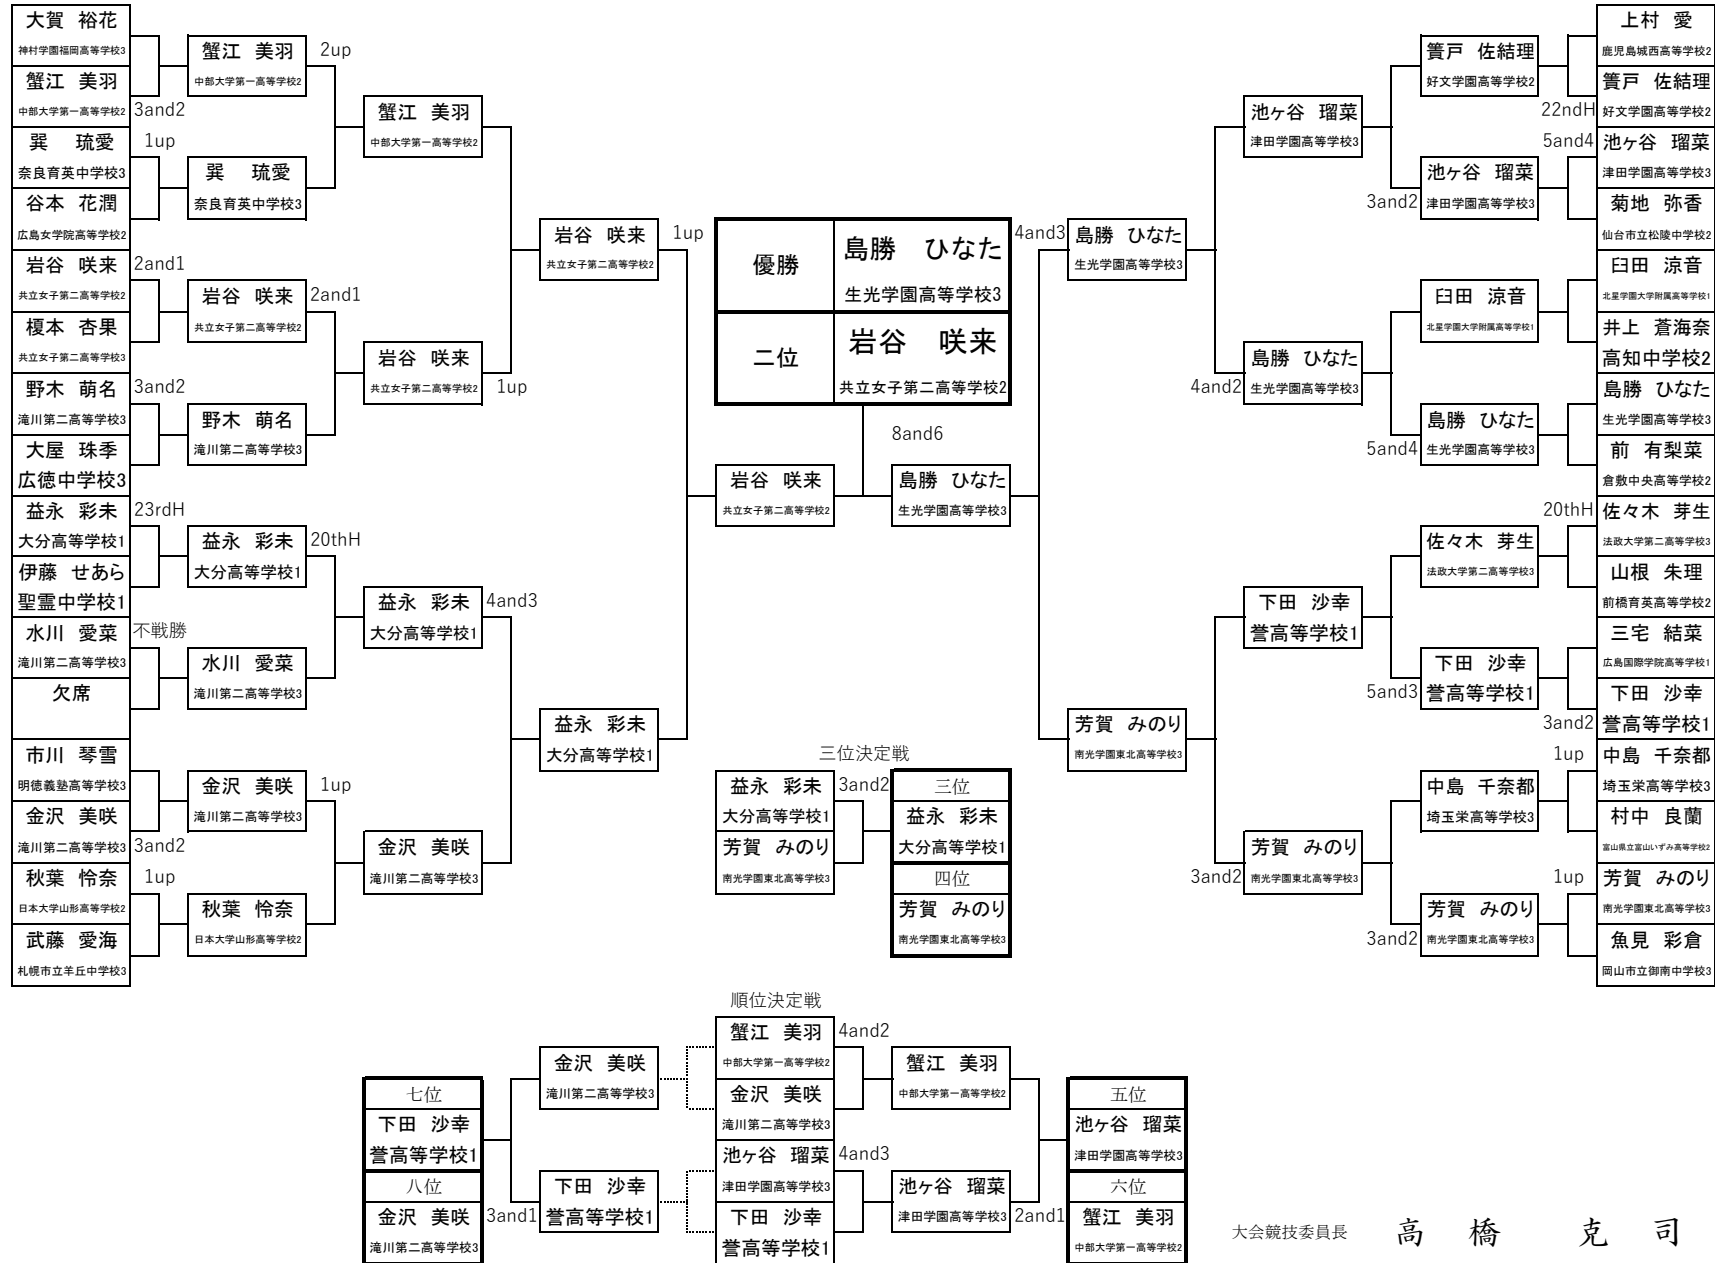 大賀 裕花
神村学園福岡高等学校3
蟹江 美羽
中部大学第一高等学校2
3and2
巽 琉愛
1up
奈良育英中学校3
谷本 花潤
広島女学院高等学校2
岩谷 咲来
2and1
共立女子第二高等学校2
榎本 杏果
共立女子第二高等学校3
野木 萌名
3and2
滝川第二高等学校3
大屋 珠季
広徳中学校3
益永 彩未
23rdH
大分高等学校1
伊藤 せあら
聖霊中学校1
水川 愛菜
不戦勝
滝川第二高等学校3
欠席
市川 琴雪
明徳義塾高等学校3
金沢 美咲
滝川第二高等学校3
3and2
秋葉 怜奈
1up
日本大学山形高等学校2
武藤 愛海
札幌市立羊丘中学校3
蟹江 美羽
2up
中部大学第一高等学校2
巽 琉愛
奈良育英中学校3
岩谷 咲来
2and1
共立女子第二高等学校2
野木 萌名
滝川第二高等学校3
益永 彩未
20thH
大分高等学校1
水川 愛菜
滝川第二高等学校3
金沢 美咲
1up
滝川第二高等学校3
秋葉 怜奈
日本大学山形高等学校2
蟹江 美羽
中部大学第一高等学校2
岩谷 咲来
共立女子第二高等学校2
1up
益永 彩未
4and3
大分高等学校1
金沢 美咲
滝川第二高等学校3
岩谷 咲来
1up
共立女子第二高等学校2
益永 彩未
大分高等学校1
優勝
島勝 ひなた
生光学園高等学校3
二位
岩谷 咲来
共立女子第二高等学校2
8and6
岩谷 咲来
共立女子第二高等学校2
島勝 ひなた
生光学園高等学校3
三位決定戦
益永 彩未
3and2
大分高等学校1
芳賀 みのり
南光学園東北高等学校3
三位
益永 彩未
大分高等学校1
四位
芳賀 みのり
南光学園東北高等学校3
4and3
島勝 ひなた
生光学園高等学校3
芳賀 みのり
南光学園東北高等学校3
池ヶ谷 瑠菜
津田学園高等学校3
島勝 ひなた
4and2
生光学園高等学校3
下田 沙幸
誉高等学校1
芳賀 みのり
3and2
南光学園東北高等学校3
簀戸 佐結理
好文学園高等学校2
池ヶ谷 瑠菜
3and2
津田学園高等学校3
臼田 涼音
北星学園大学附属高等学校1
島勝 ひなた
5and4
生光学園高等学校3
佐々木 芽生
法政大学第二高等学校3
下田 沙幸
5and3
誉高等学校1
中島 千奈都
埼玉栄高等学校3
芳賀 みのり
3and2
南光学園東北高等学校3
上村 愛
鹿児島城西高等学校2
簀戸 佐結理
22ndH
好文学園高等学校2
5and4
池ヶ谷 瑠菜
津田学園高等学校3
菊地 弥香
仙台市立松陵中学校2
臼田 涼音
北星学園大学附属高等学校1
井上 蒼海奈
高知中学校2
島勝 ひなた
生光学園高等学校3
前 有梨菜
倉敷中央高等学校2
20thH
佐々木 芽生
法政大学第二高等学校3
山根 朱理
前橋育英高等学校2
三宅 結菜
広島国際学院高等学校1
下田 沙幸
3and2
誉高等学校1
1up
中島 千奈都
埼玉栄高等学校3
村中 良蘭
富山県立富山いずみ高等学校2
1up
芳賀 みのり
南光学園東北高等学校3
魚見 彩倉
岡山市立御南中学校3
順位決定戦
蟹江 美羽
4and2
中部大学第一高等学校2
金沢 美咲
滝川第二高等学校3
池ヶ谷 瑠菜
4and3
津田学園高等学校3
下田 沙幸
誉高等学校1
金沢 美咲
滝川第二高等学校3
下田 沙幸
3and1
誉高等学校1
七位
下田 沙幸
誉高等学校1
八位
金沢 美咲
滝川第二高等学校3
蟹江 美羽
中部大学第一高等学校2
池ヶ谷 瑠菜
津田学園高等学校3
2and1
五位
池ヶ谷 瑠菜
津田学園高等学校3
六位
蟹江 美羽
中部大学第一高等学校2
大会競技委員長 高橋 克司